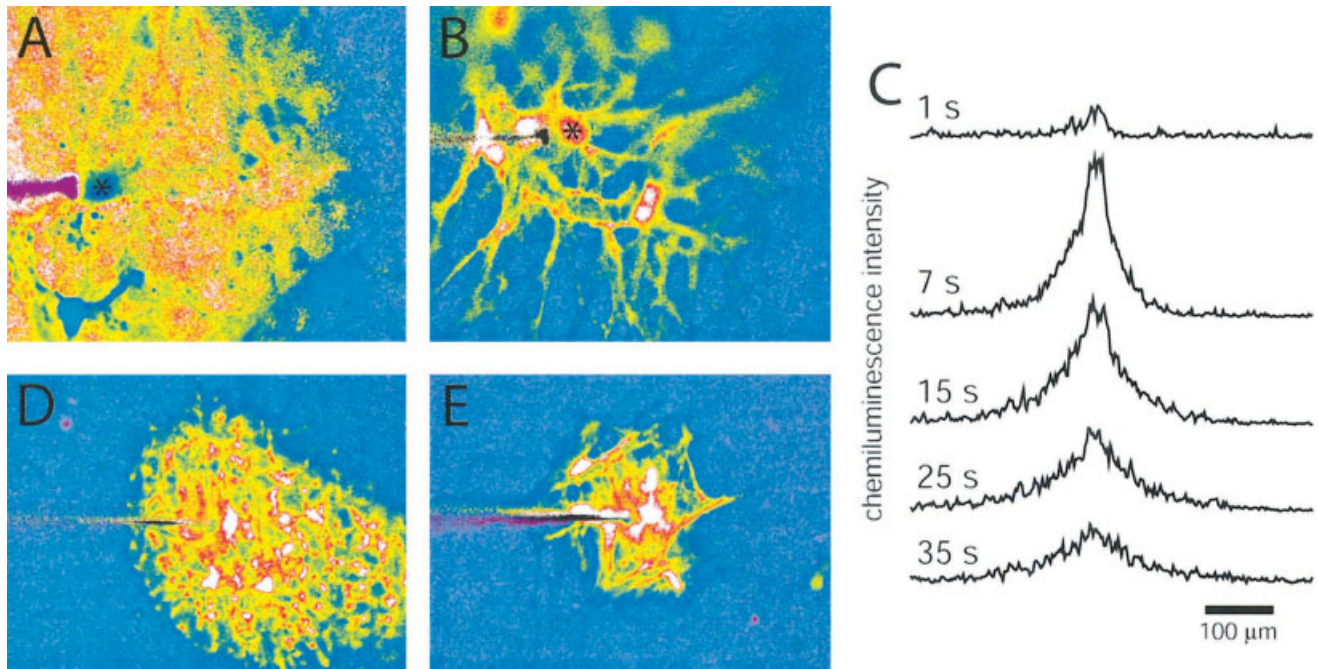 A
B
C
1 s
7 s
15 s
25 s
35 s
chemiluminescence intensity
100 µm
D
E
*
*